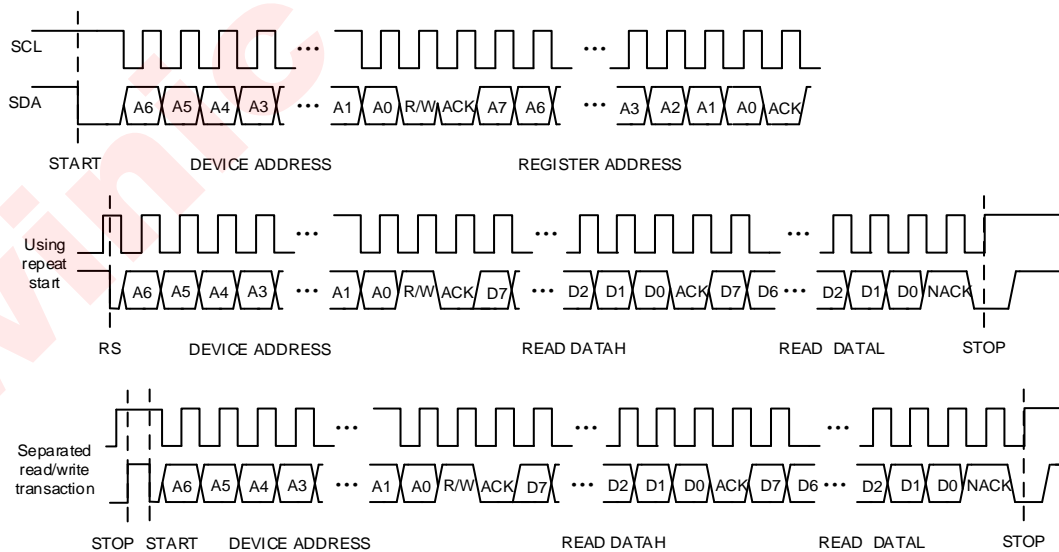 SCL
SDA
A6 A5 A4 A3 ••• A1 A0 R/W ACK A7 A6 ••• A3 A2 A1 A0 ACK
START DEVICE ADDRESS REGISTER ADDRESS
Using
repeat
start
A6 A5 A4 A3 ••• A1 A0 R/W ACK D7 ••• D2 D1 D0 ACK D7 D6 ••• D2 D1 D0 NACK
RS DEVICE ADDRESS READ DATAH READ DATAL STOP
Separated
read/write
transaction
A6 A5 A4 A3 ••• A1 A0 R/W ACK D7 ••• D2 D1 D0 ACK D7 D6 ••• D2 D1 D0 NACK
STOP START DEVICE ADDRESS READ DATAH READ DATAL STOP